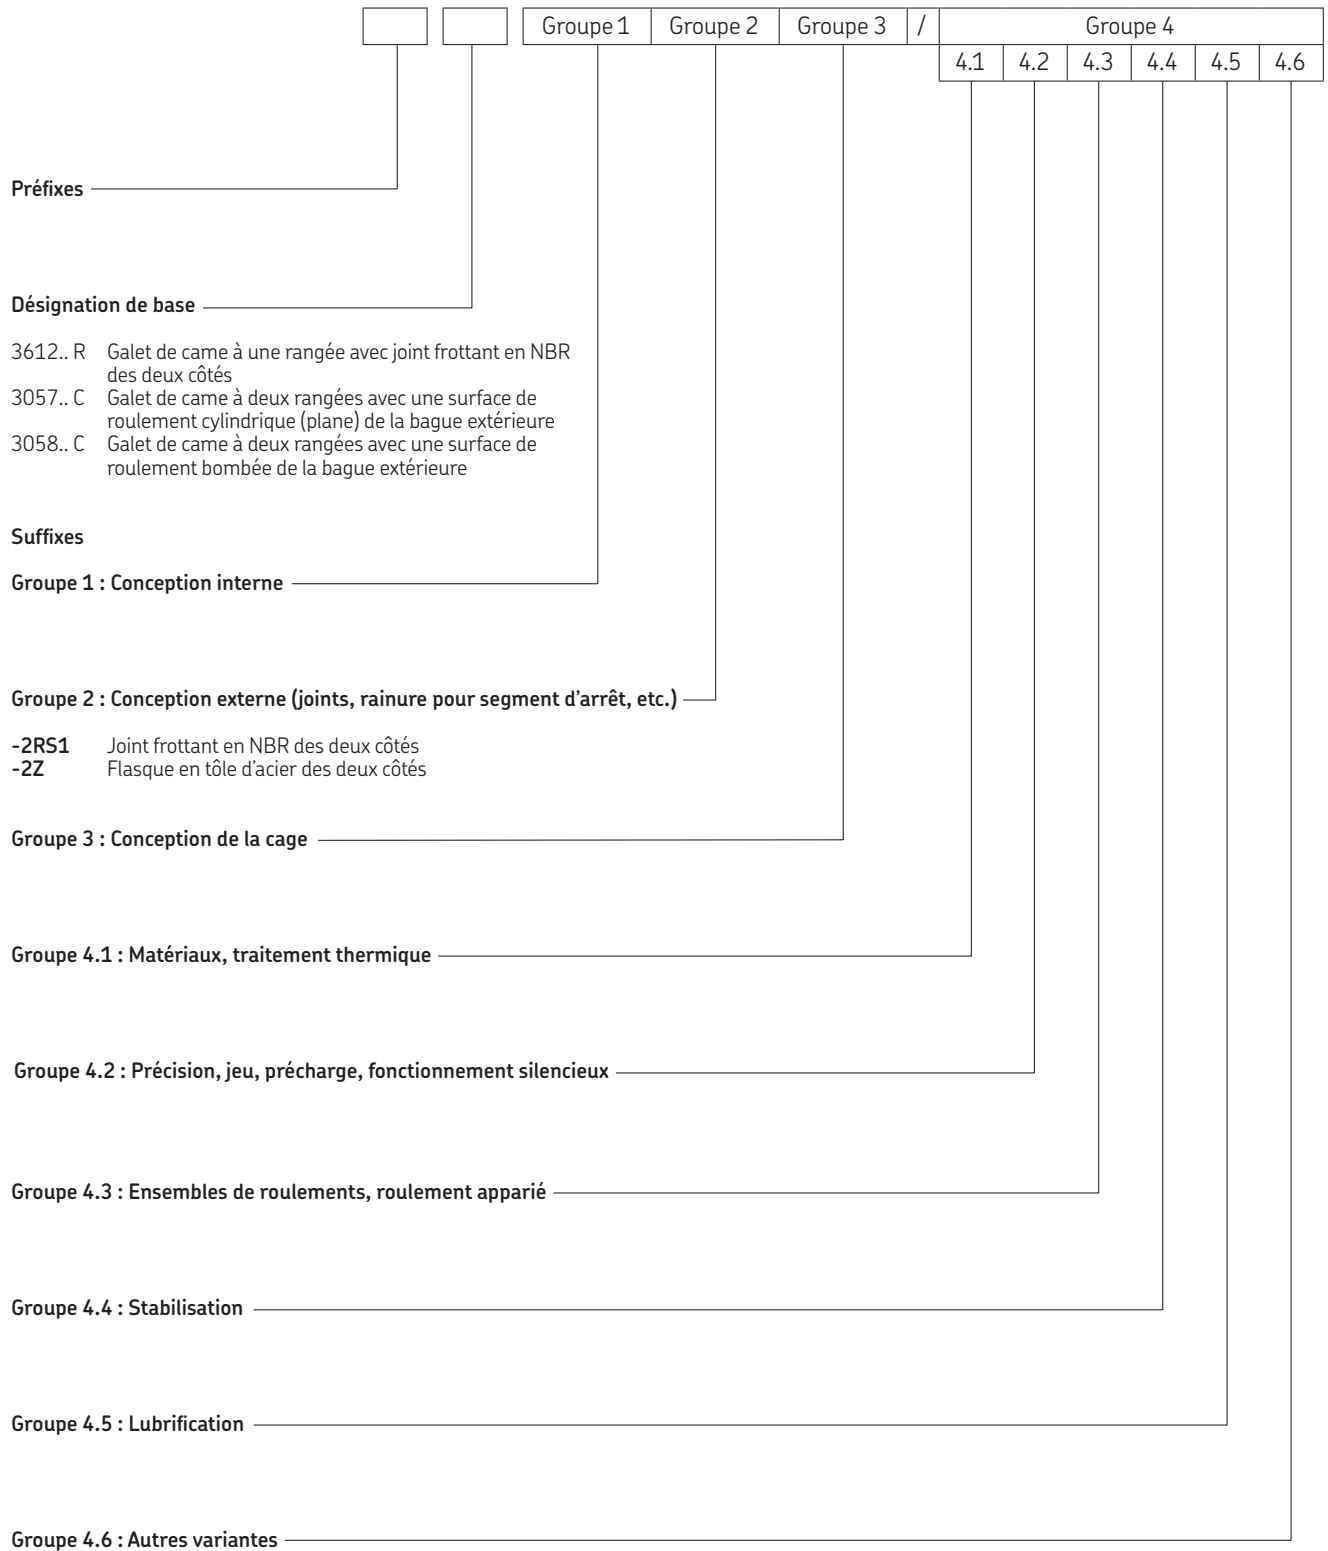 Groupe 1 Groupe 2 Groupe 3 / Groupe 4
4.1 4.2 4.3 4.4 4.5 4.6
Préfixes
Désignation de base
3612.. R Galet de came à une rangée avec joint frottant en NBR
des deux côtés
3057.. C Galet de came à deux rangées avec une surface de
roulement cylindrique (plane) de la bague extérieure
3058.. C Galet de came à deux rangées avec une surface de
roulement bombée de la bague extérieure
Suffixes
Groupe 1 : Conception interne
Groupe 2 : Conception externe (joints, rainure pour segment d’arrêt, etc.)
-2RS1 Joint frottant en NBR des deux côtés
-2Z Flasque en tôle d’acier des deux côtés
Groupe 3 : Conception de la cage
Groupe 4.1 : Matériaux, traitement thermique
Groupe 4.2 : Précision, jeu, précharge, fonctionnement silencieux
Groupe 4.3 : Ensembles de roulements, roulement apparié
Groupe 4.4 : Stabilisation
Groupe 4.5 : Lubrification
Groupe 4.6 : Autres variantes